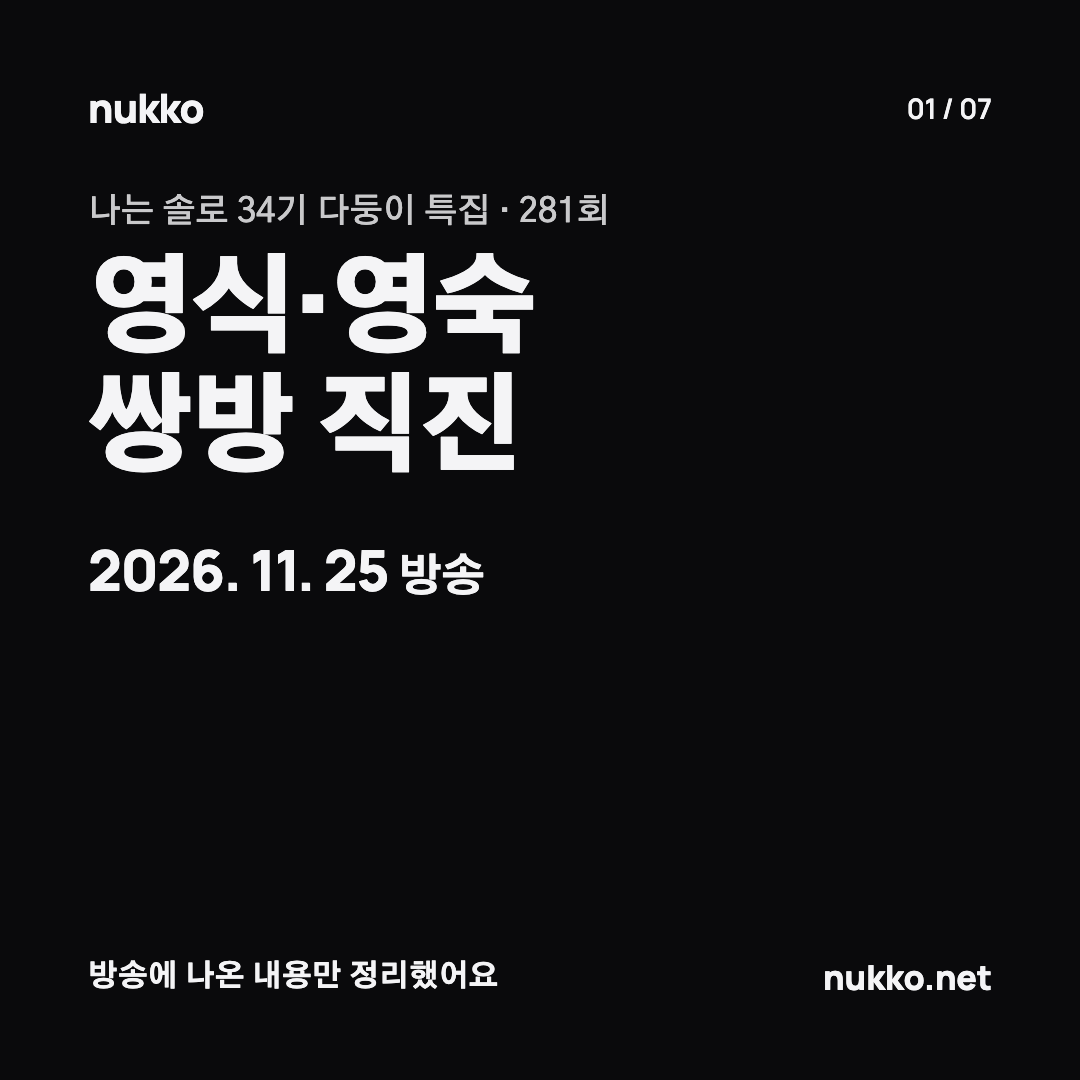 nukko
01 / 07
나는 솔로 34기 다둥이 특집 · 281회
영식·영숙
쌍방 직진
2026. 11. 25 방송
방송에 나온 내용만 정리했어요
nukko.net